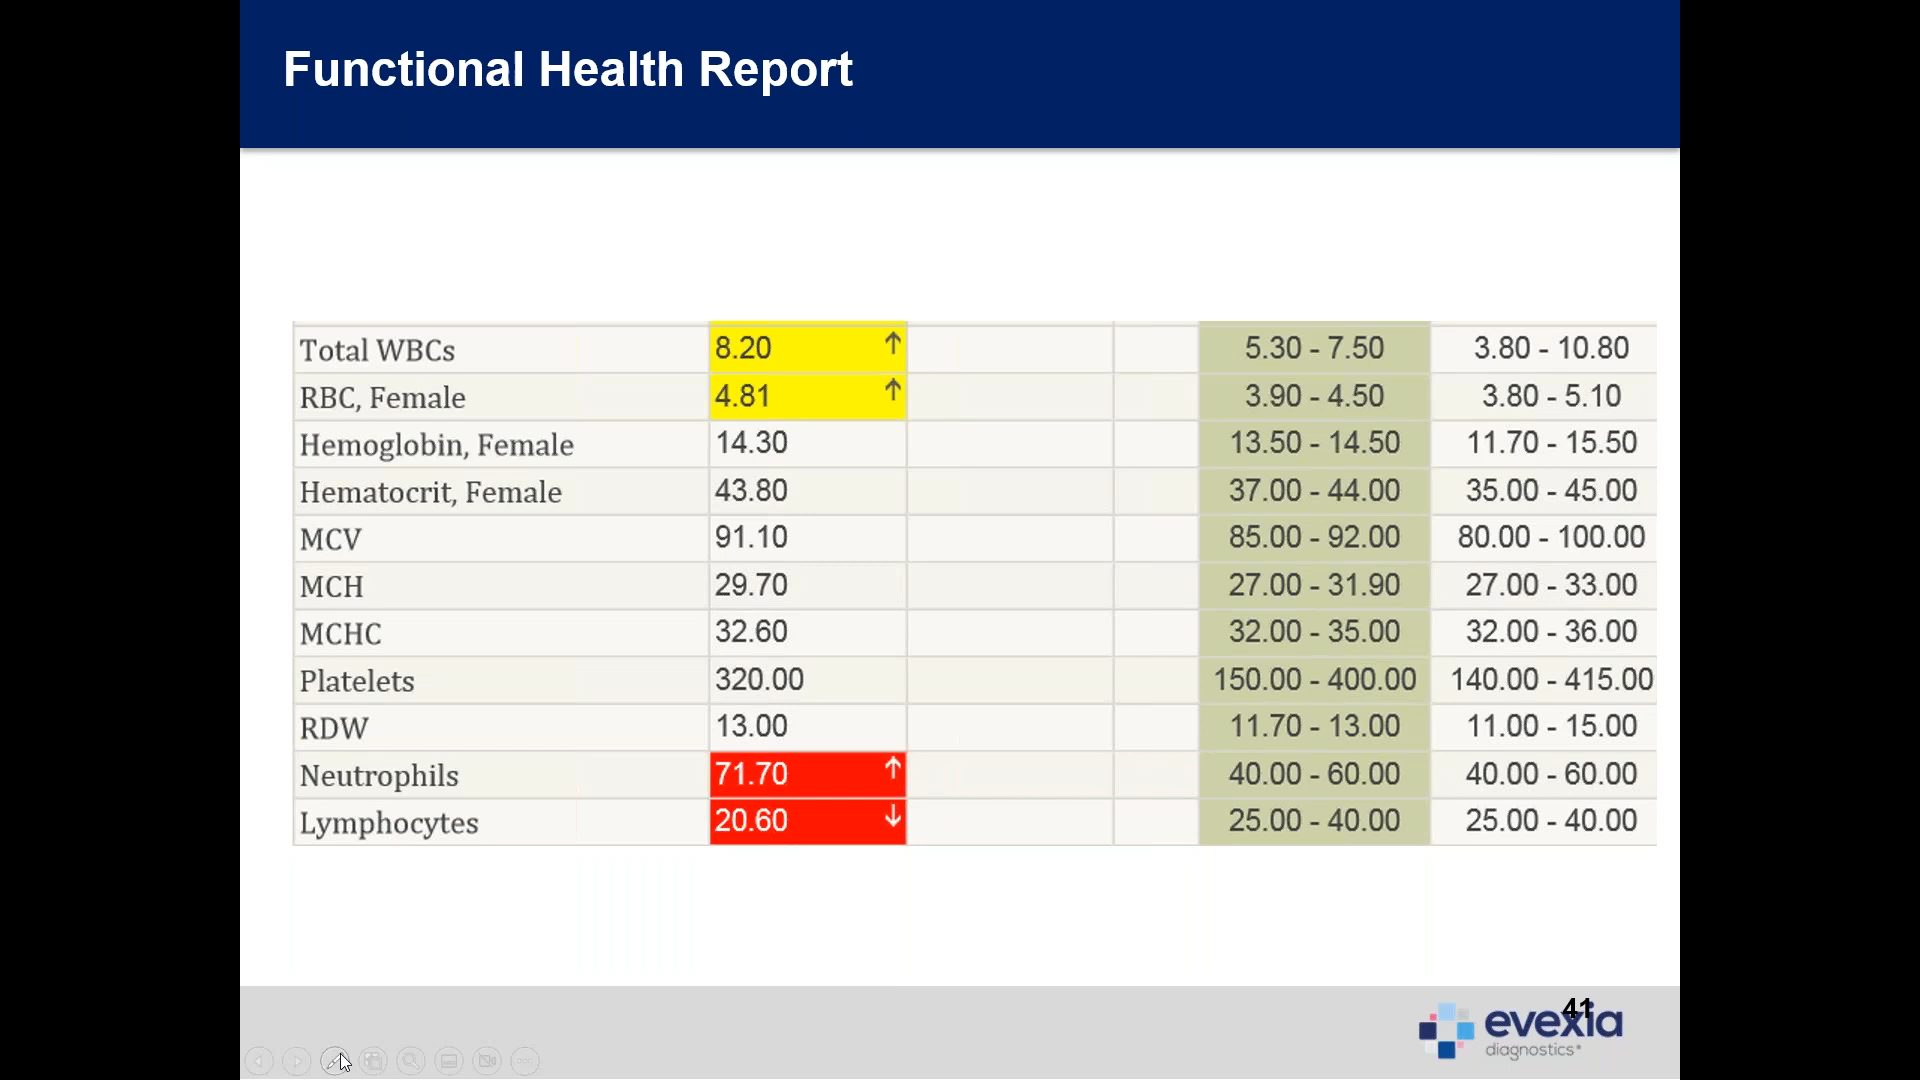 Functional Health Report
Total WBCs 8.20 ↑ 5.30 - 7.50 3.80 - 10.80
RBC, Female 4.81 ↑ 3.90 - 4.50 3.80 - 5.10
Hemoglobin, Female 14.30 13.50 - 14.50 11.70 - 15.50
Hematocrit, Female 43.80 37.00 - 44.00 35.00 - 45.00
MCV 91.10 85.00 - 92.00 80.00 - 100.00
MCH 29.70 27.00 - 31.90 27.00 - 33.00
MCHC 32.60 32.00 - 35.00 32.00 - 36.00
Platelets 320.00 150.00 - 400.00 140.00 - 415.00
RDW 13.00 11.70 - 13.00 11.00 - 15.00
Neutrophils 71.70 ↑ 40.00 - 60.00 40.00 - 60.00
Lymphocytes 20.60 ↓ 25.00 - 40.00 25.00 - 40.00
41
evexia
diagnostics